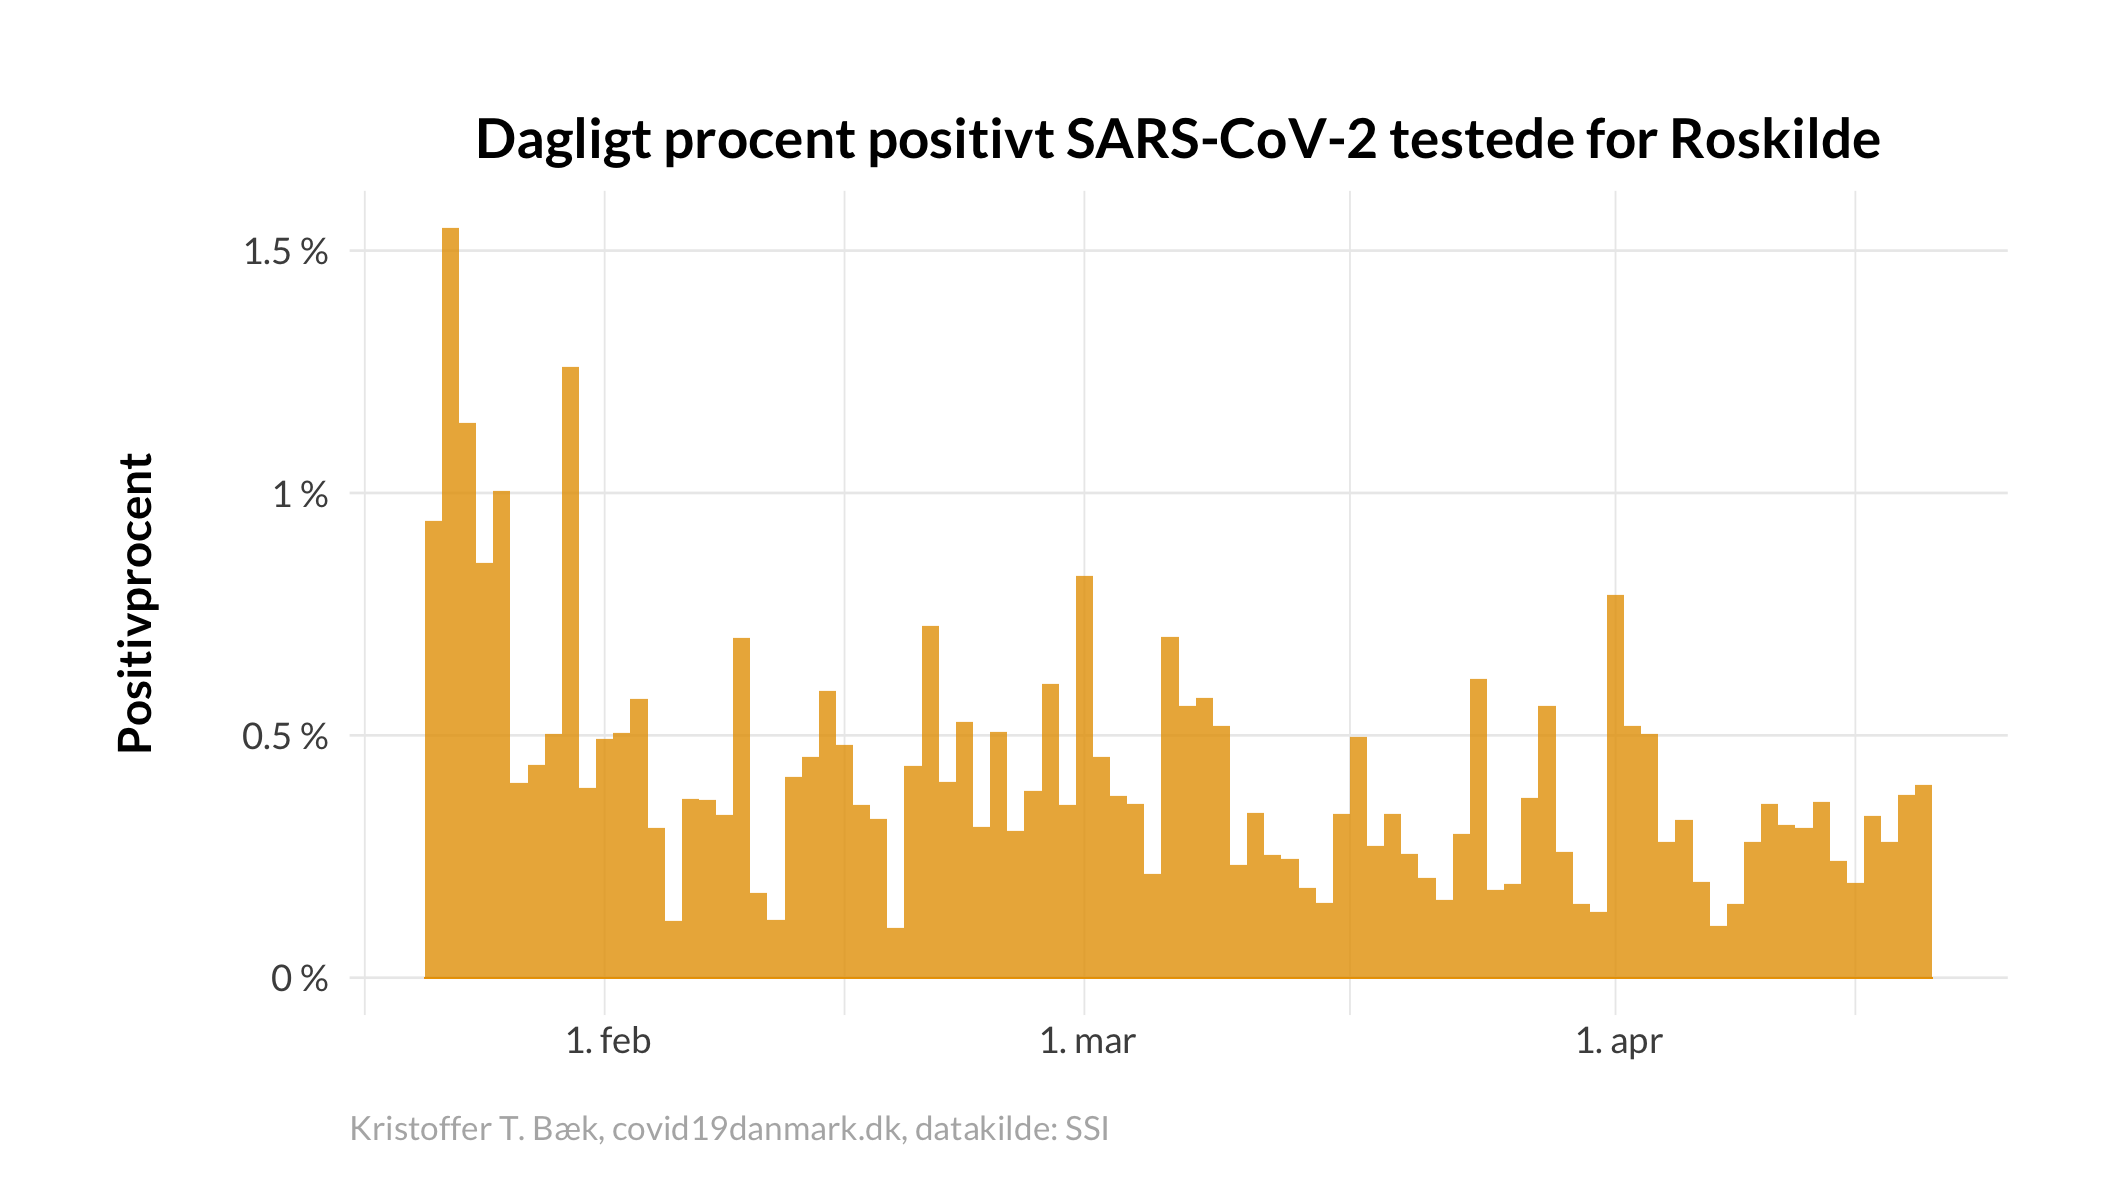 Dagligt procent positivt SARS-CoV-2 testede for Roskilde
Positivprocent
1.5 %
1 %
0.5 %
0 %
1. feb
1. mar
1. apr
Kristoffer T. Bæk, covid19danmark.dk, datakilde: SSI